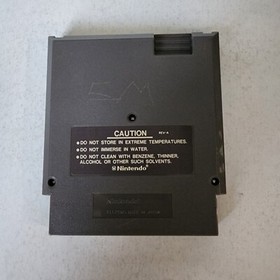 CAUTION REV-A
●DO NOT STORE IN EXTREME TEMPERATURES.
●DO NOT IMMERSE IN WATER.
●DO NOT CLEAN WITH BENZENE, THINNER,
ALCOHOL OR OTHER SUCH SOLVENTS.
Nintendo®